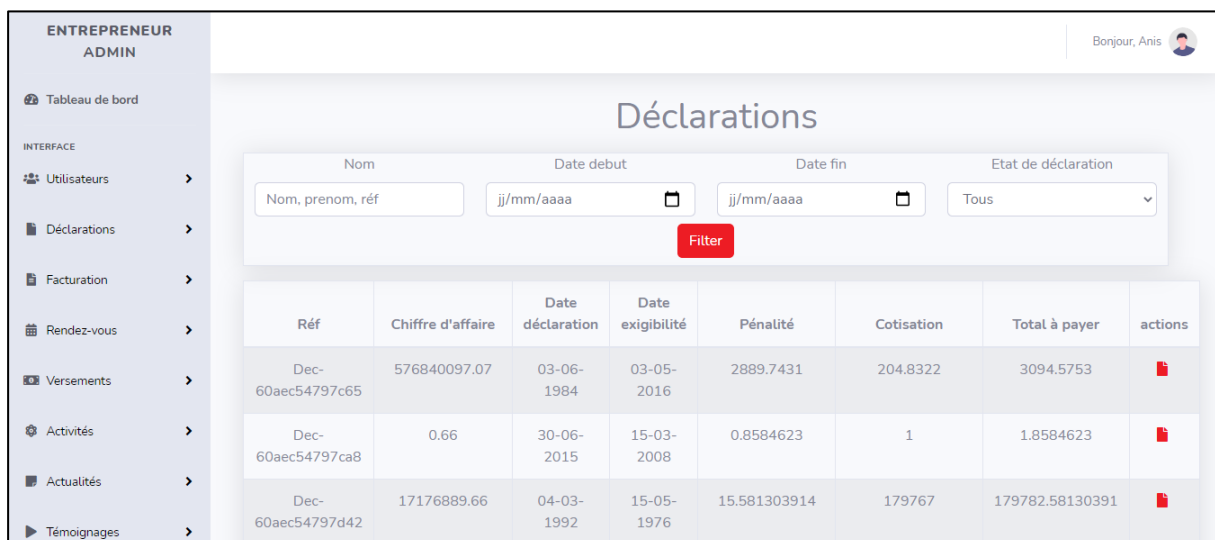 ENTREPRENEUR
ADMIN
Bonjour, Anis
Tableau de bord
INTERFACE
Utilisateurs
Déclarations
Facturation
Rendez-vous
Versements
Activités
Actualités
Témoignages
Déclarations
Nom Date debut Date fin Etat de déclaration
Nom, prenom, réf jj/mm/aaaa jj/mm/aaaa Tous
Filter
Réf Chiffre d'affaire Date déclaration Date exigibilité Pénalité Cotisation Total à payer actions
Dec-60aec54797c65 576840097.07 03-06-1984 03-05-2016 2889.7431 204.8322 3094.5753
Dec-60aec54797ca8 0.66 30-06-2015 15-03-2008 0.8584623 1 1.8584623
Dec-60aec54797d42 17176889.66 04-03-1992 15-05-1976 15.581303914 179767 179782.58130391